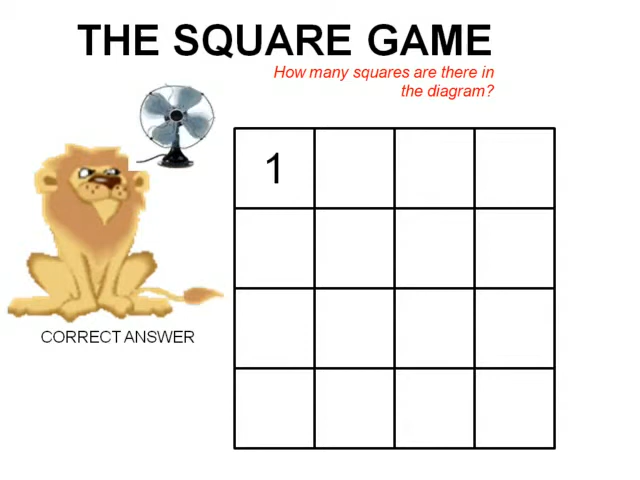 THE SQUARE GAME
How many squares are there in
the diagram?
1
CORRECT ANSWER